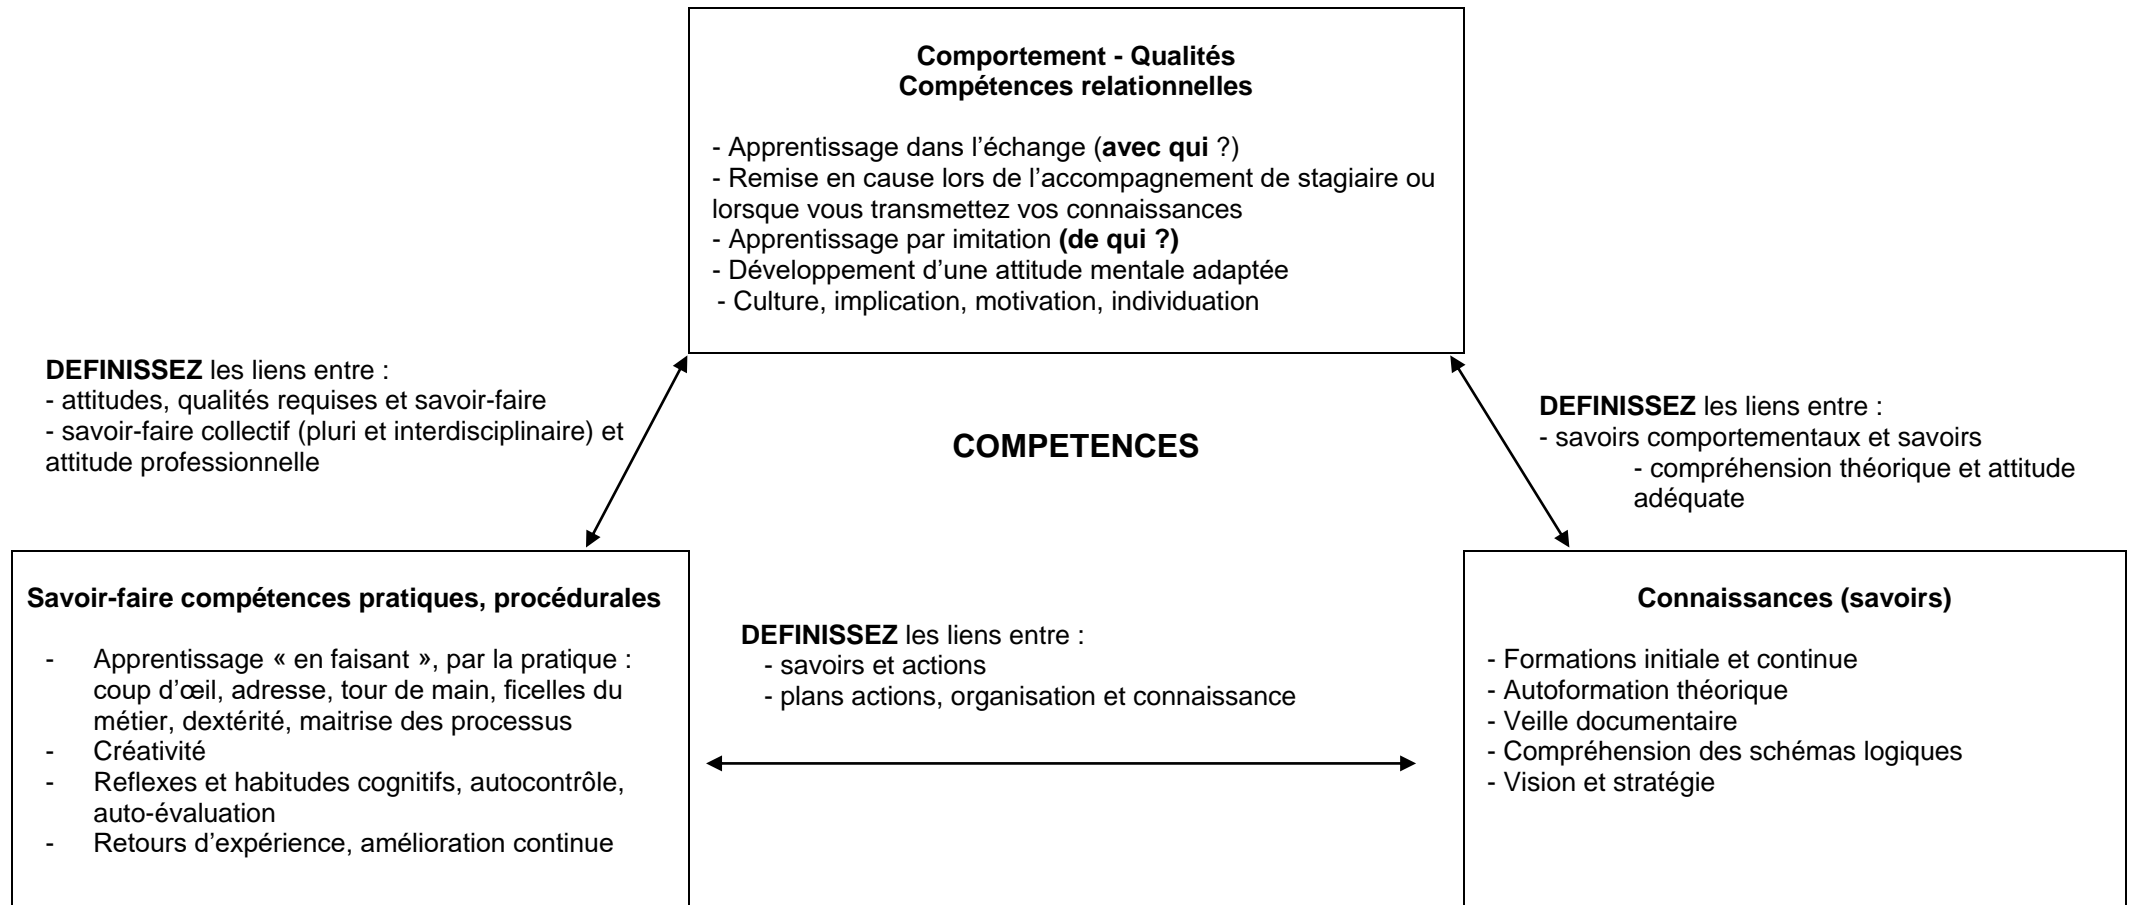 Comportement - Qualités
Compétences relationnelles
- Apprentissage dans l’échange (avec qui ?)
- Remise en cause lors de l’accompagnement de stagiaire ou
lorsque vous transmettez vos connaissances
- Apprentissage par imitation (de qui ?)
- Développement d’une attitude mentale adaptée
- Culture, implication, motivation, individuation
DEFINISSEZ les liens entre :
- attitudes, qualités requises et savoir-faire
- savoir-faire collectif (pluri et interdisciplinaire) et
attitude professionnelle
COMPETENCES
DEFINISSEZ les liens entre :
- savoirs comportementaux et savoirs
- compréhension théorique et attitude
adéquate
Savoir-faire compétences pratiques, procédurales
- Apprentissage « en faisant », par la pratique :
coup d’œil, adresse, tour de main, ficelles du
métier, dextérité, maitrise des processus
- Créativité
- Reflexes et habitudes cognitifs, autocontrôle,
auto-évaluation
- Retours d’expérience, amélioration continue
DEFINISSEZ les liens entre :
- savoirs et actions
- plans actions, organisation et connaissance
Connaissances (savoirs)
- Formations initiale et continue
- Autoformation théorique
- Veille documentaire
- Compréhension des schémas logiques
- Vision et stratégie